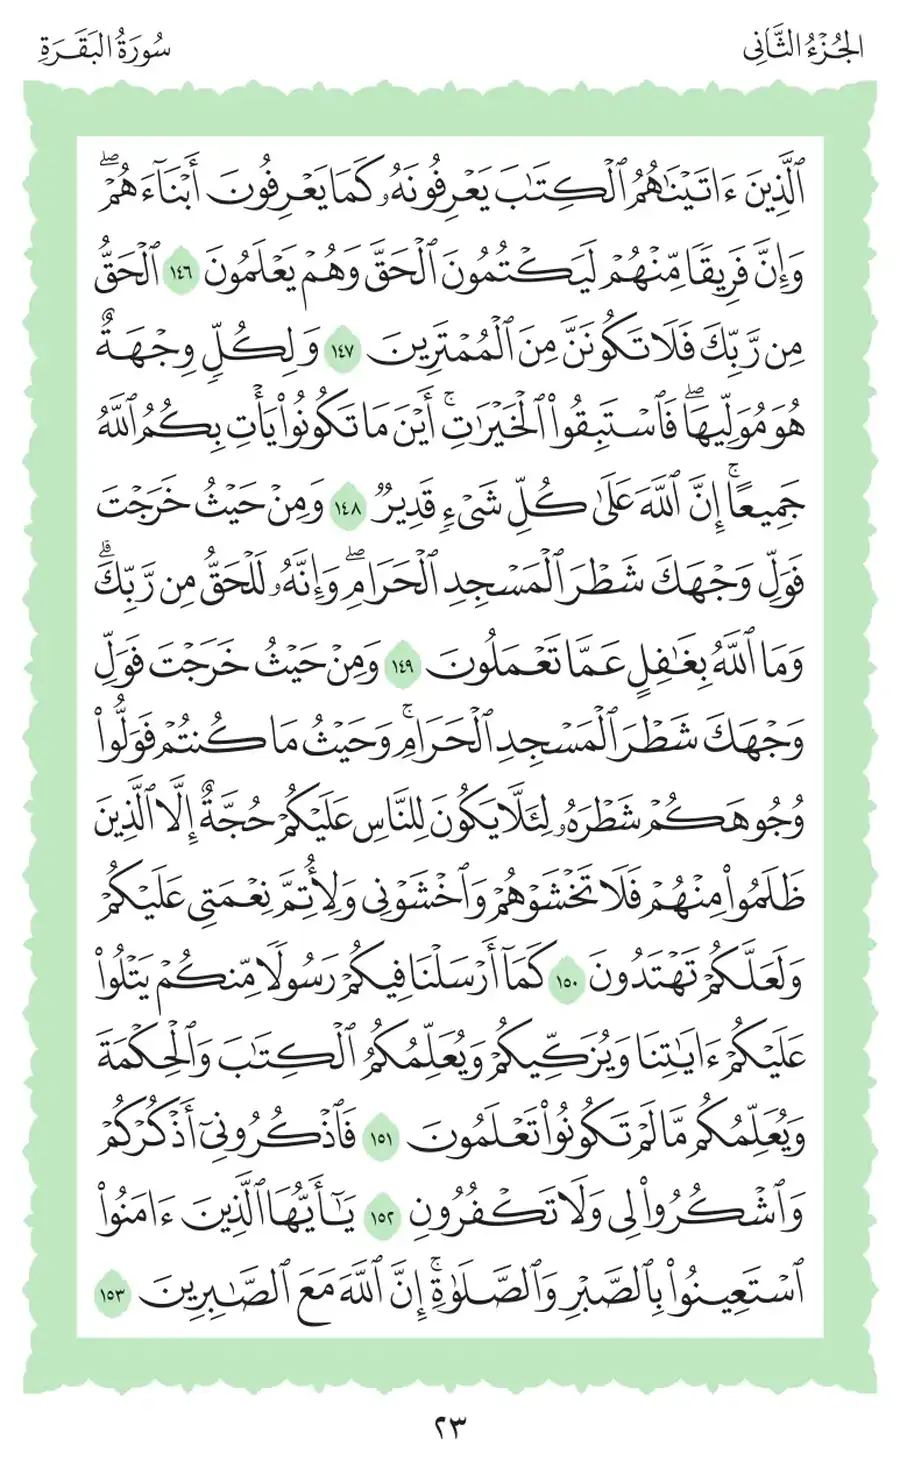 الجُزْءُ الثَّانِي
سُورَةُ البَقَرَةِ
ٱلَّذِينَ ءَاتَيْنَٰهُمُ ٱلْكِتَٰبَ يَعْرِفُونَهُۥ كَمَا يَعْرِفُونَ أَبْنَآءَهُمْۖ
وَإِنَّ فَرِيقًا مِّنْهُمْ لَيَكْتُمُونَ ٱلْحَقَّ وَهُمْ يَعْلَمُونَ ١٤٦ ٱلْحَقُّ
مِن رَّبِّكَ فَلَا تَكُونَنَّ مِنَ ٱلْمُمْتَرِينَ ١٤٧ وَلِكُلٍّ وِجْهَةٌ
هُوَ مُوَلِّيهَاۖ فَٱسْتَبِقُوا۟ ٱلْخَيْرَٰتِۚ أَيْنَ مَا تَكُونُوا۟ يَأْتِ بِكُمُ ٱللَّهُ
جَمِيعًاۚ إِنَّ ٱللَّهَ عَلَىٰ كُلِّ شَىْءٍ قَدِيرٌ ١٤٨ وَمِنْ حَيْثُ خَرَجْتَ
فَوَلِّ وَجْهَكَ شَطْرَ ٱلْمَسْجِدِ ٱلْحَرَامِۖ وَإِنَّهُۥ لَلْحَقُّ مِن رَّبِّكَۗ
وَمَا ٱللَّهُ بِغَٰفِلٍ عَمَّا تَعْمَلُونَ ١٤٩ وَمِنْ حَيْثُ خَرَجْتَ فَوَلِّ
وَجْهَكَ شَطْرَ ٱلْمَسْجِدِ ٱلْحَرَامِۚ وَحَيْثُ مَا كُنتُمْ فَوَلُّوا۟
وُجُوهَكُمْ شَطْرَهُۥ لِئَلَّا يَكُونَ لِلنَّاسِ عَلَيْكُمْ حُجَّةٌ إِلَّا ٱلَّذِينَ
ظَلَمُوا۟ مِنْهُمْ فَلَا تَخْشَوْهُمْ وَٱخْشَوْنِى وَلِأُتِمَّ نِعْمَتِى عَلَيْكُمْ
وَلَعَلَّكُمْ تَهْتَدُونَ ١٥٠ كَمَآ أَرْسَلْنَا فِيكُمْ رَسُولًا مِّنكُمْ يَتْلُوا۟
عَلَيْكُمْ ءَايَٰتِنَا وَيُزَكِّيكُمْ وَيُعَلِّمُكُمُ ٱلْكِتَٰبَ وَٱلْحِكْمَةَ
وَيُعَلِّمُكُم مَّا لَمْ تَكُونُوا۟ تَعْلَمُونَ ١٥١ فَٱذْكُرُونِىٓ أَذْكُرْكُمْ
وَٱشْكُرُوا۟ لِى وَلَا تَكْفُرُونِ ١٥٢ يَٰٓأَيُّهَا ٱلَّذِينَ ءَامَنُوا۟
ٱسْتَعِينُوا۟ بِٱلصَّبْرِ وَٱلصَّلَوٰةِۚ إِنَّ ٱللَّهَ مَعَ ٱلصَّٰبِرِينَ ١٥٣
٢٣